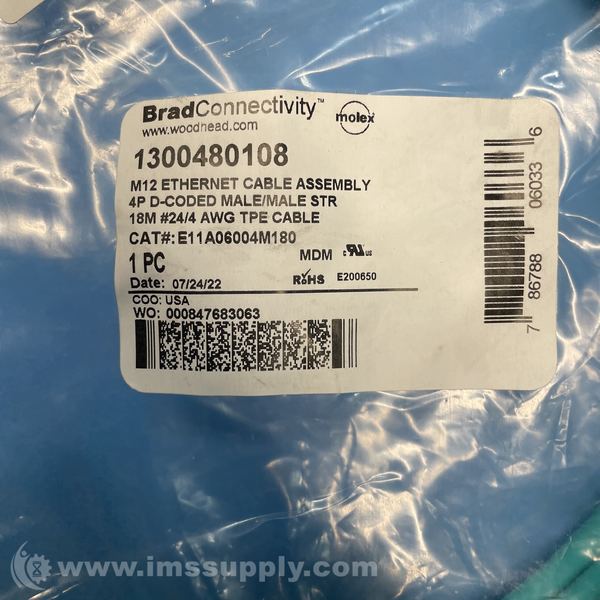 BradConnectivity™
www.woodhead.com
molex
1300480108
M12 ETHERNET CABLE ASSEMBLY
4P D-CODED MALE/MALE STR
18M #24/4 AWG TPE CABLE
CAT#: E11A06004M180
1 PC
MDM
c RU us
Date: 07/24/22
RoHS
E200650
COO: USA
WO: 000847683063
7 86788 06033 6
www.imssupply.com